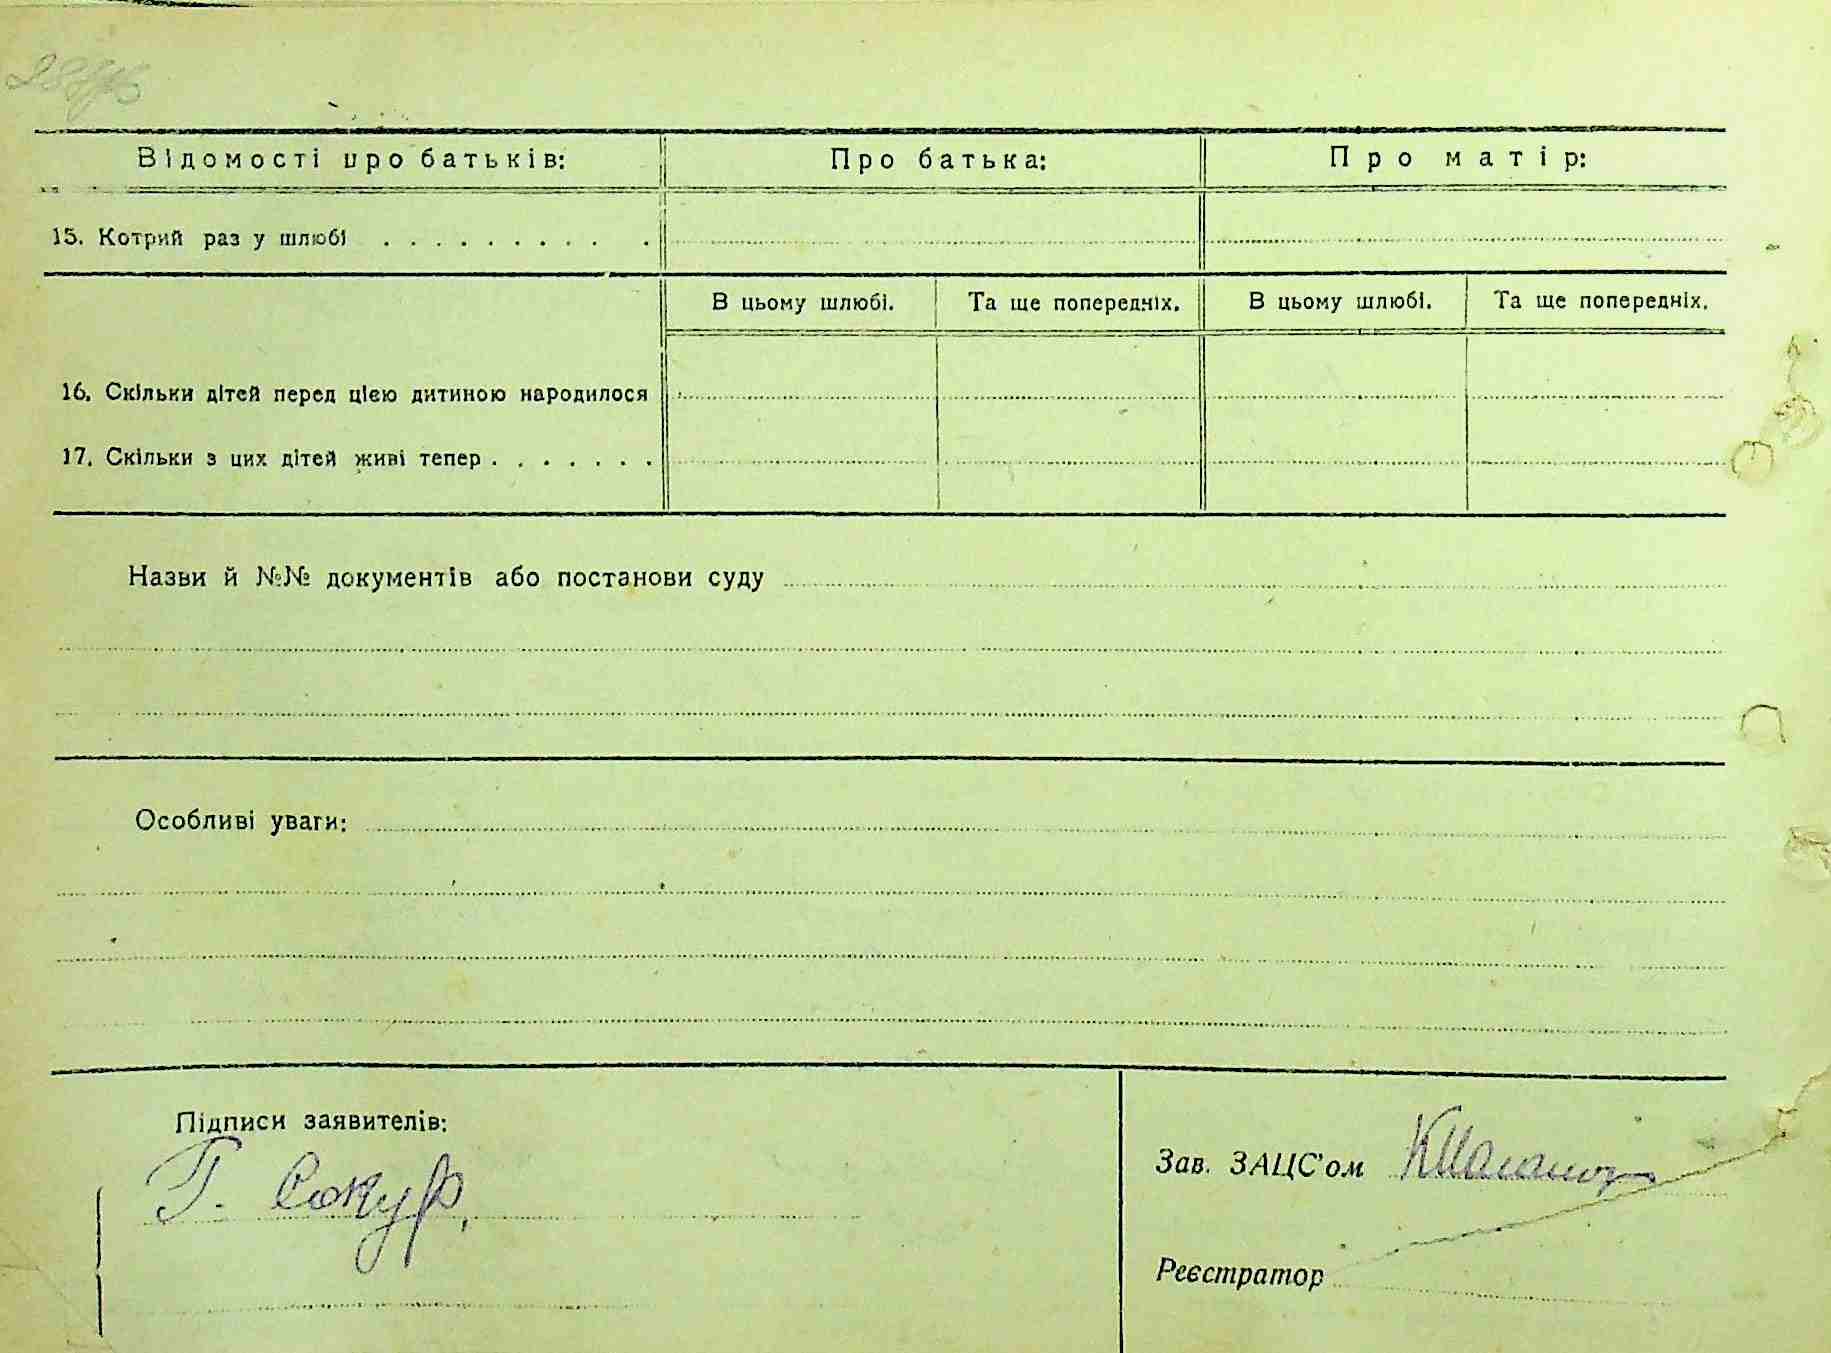 Відомості про батьків: Про батька: Про матір:
15. Котрий раз у шлюбі . . . . . . . . . .
В цьому шлюбі. Та ще попередніх. В цьому шлюбі. Та ще попередніх.
16. Скільки дітей перед цією дитиною народилося
17. Скільки з цих дітей живі тепер . . . . . . .
Назви й №№ документів або постанови суду
Особливі уваги:
Підписи заявителів:
Г. Сокур,
Зав. ЗАЦС'ом
Реєстратор